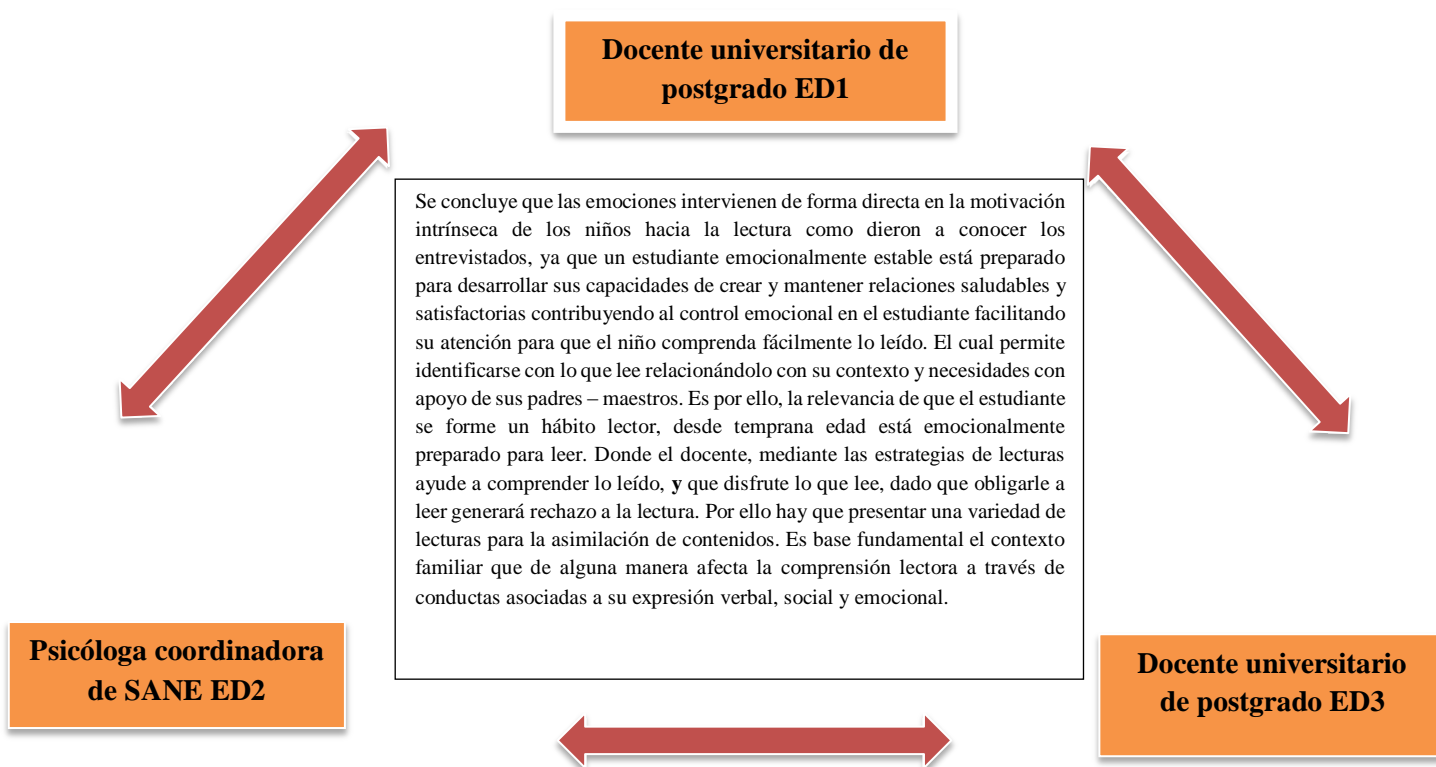 Docente universitario de
postgrado ED1
Se concluye que las emociones intervienen de forma directa en la motivación
intrínseca de los niños hacia la lectura como dieron a conocer los
entrevistados, ya que un estudiante emocionalmente estable está preparado
para desarrollar sus capacidades de crear y mantener relaciones saludables y
satisfactorias contribuyendo al control emocional en el estudiante facilitando
su atención para que el niño comprenda fácilmente lo leído. El cual permite
identificarse con lo que lee relacionándolo con su contexto y necesidades con
apoyo de sus padres – maestros. Es por ello, la relevancia de que el estudiante
se forme un hábito lector, desde temprana edad está emocionalmente
preparado para leer. Donde el docente, mediante las estrategias de lecturas
ayude a comprender lo leído, y que disfrute lo que lee, dado que obligarle a
leer generará rechazo a la lectura. Por ello hay que presentar una variedad de
lecturas para la asimilación de contenidos. Es base fundamental el contexto
familiar que de alguna manera afecta la comprensión lectora a través de
conductas asociadas a su expresión verbal, social y emocional.
Psicóloga coordinadora
de SANE ED2
Docente universitario
de postgrado ED3